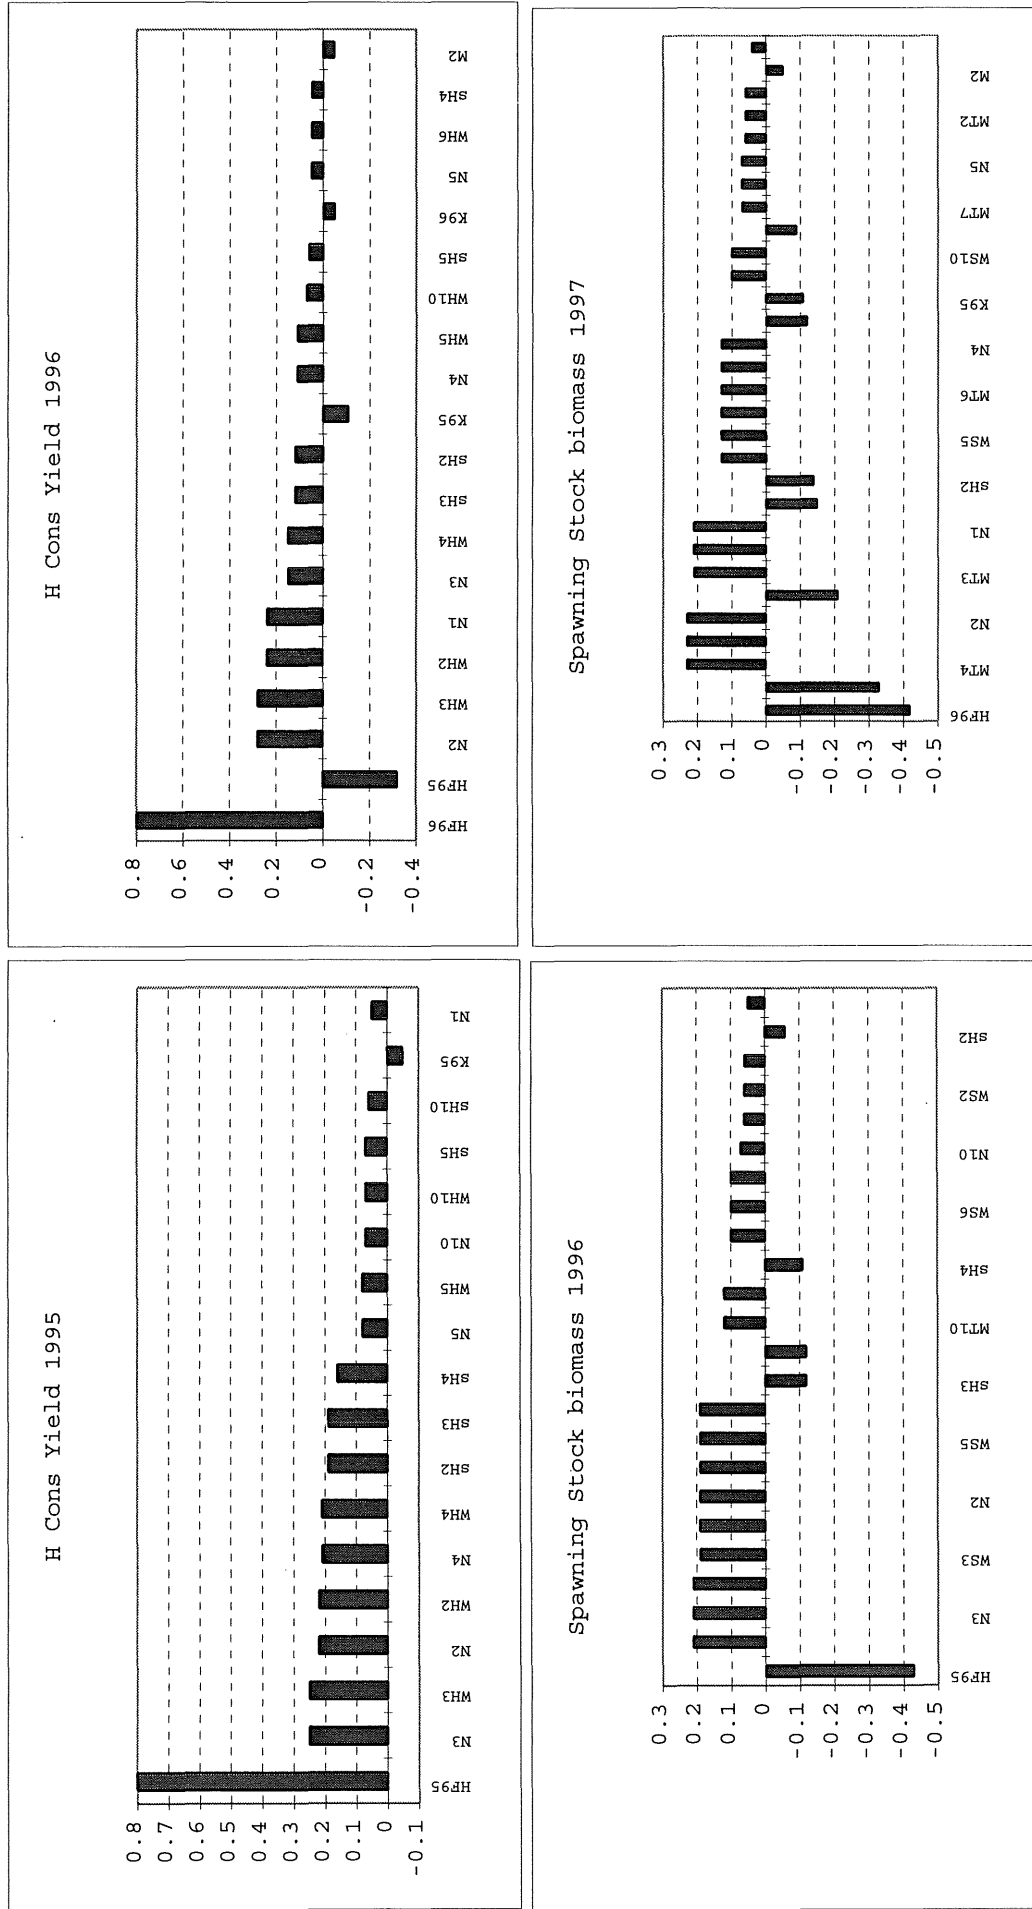 H Cons Yield 1995
0.8
0.7
0.6
0.5
0.4
0.3
0.2
0.1
0
-0.1
HF95
N3
WH3
N2
WH2
N4
WH4
sH2
sH3
sH4
N5
WH5
N10
WH10
sH5
sH10
K95
N1
H Cons Yield 1996
0.8
0.6
0.4
0.2
0
-0.2
-0.4
HF96
HF95
N2
WH3
WH2
N1
N3
WH4
sH3
sH2
K95
N4
WH5
WH10
sH5
K96
N5
WH6
sH4
M2
Spawning Stock biomass 1996
0.3
0.2
0.1
0
-0.1
-0.2
-0.3
-0.4
-0.5
HF95
N3
WS3
N2
WS5
sH3
MT10
sH4
WS6
N10
WS2
sH2
Spawning Stock biomass 1997
0.3
0.2
0.1
0
-0.1
-0.2
-0.3
-0.4
-0.5
HF96
MT4
N2
MT3
N1
sH2
WS5
MT6
N4
K95
WS10
MT7
N5
MT2
M2